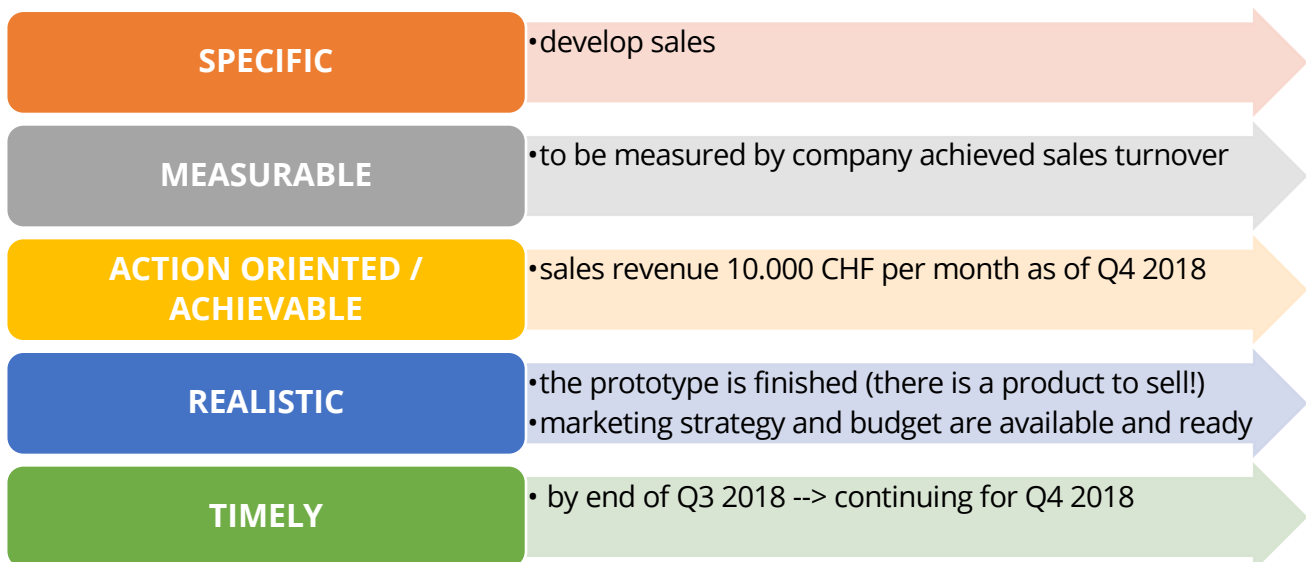 SPECIFIC
•develop sales
MEASURABLE
•to be measured by company achieved sales turnover
ACTION ORIENTED /
ACHIEVABLE
•sales revenue 10.000 CHF per month as of Q4 2018
REALISTIC
•the prototype is finished (there is a product to sell!)
•marketing strategy and budget are available and ready
TIMELY
• by end of Q3 2018 --> continuing for Q4 2018